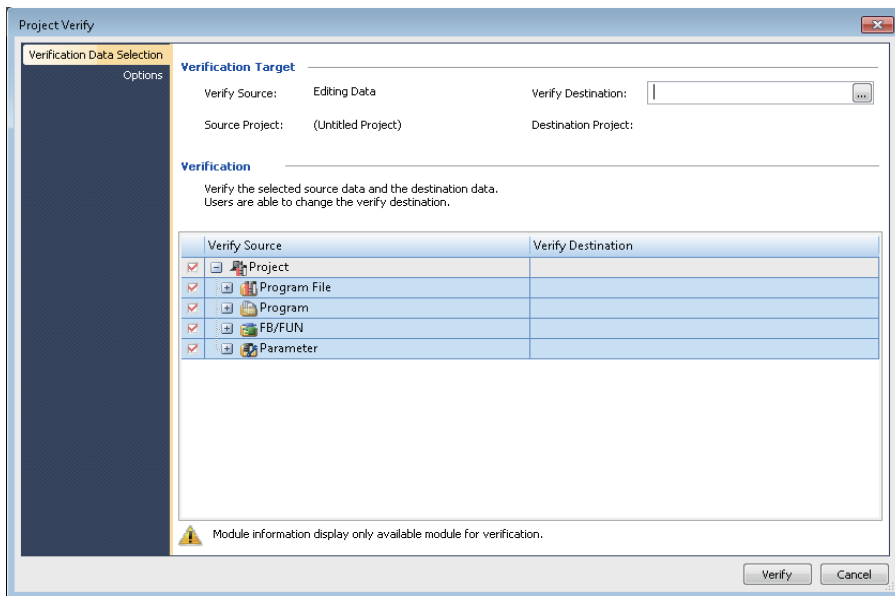 Project Verify
Verification Data Selection
Options
Verification Target
Verify Source: Editing Data Verify Destination: ...
Source Project: (Untitled Project) Destination Project:
Verification
Verify the selected source data and the destination data.
Users are able to change the verify destination.
Verify Source Verify Destination
Project
Program File
Program
FB/FUN
Parameter
Module information display only available module for verification.
Verify Cancel